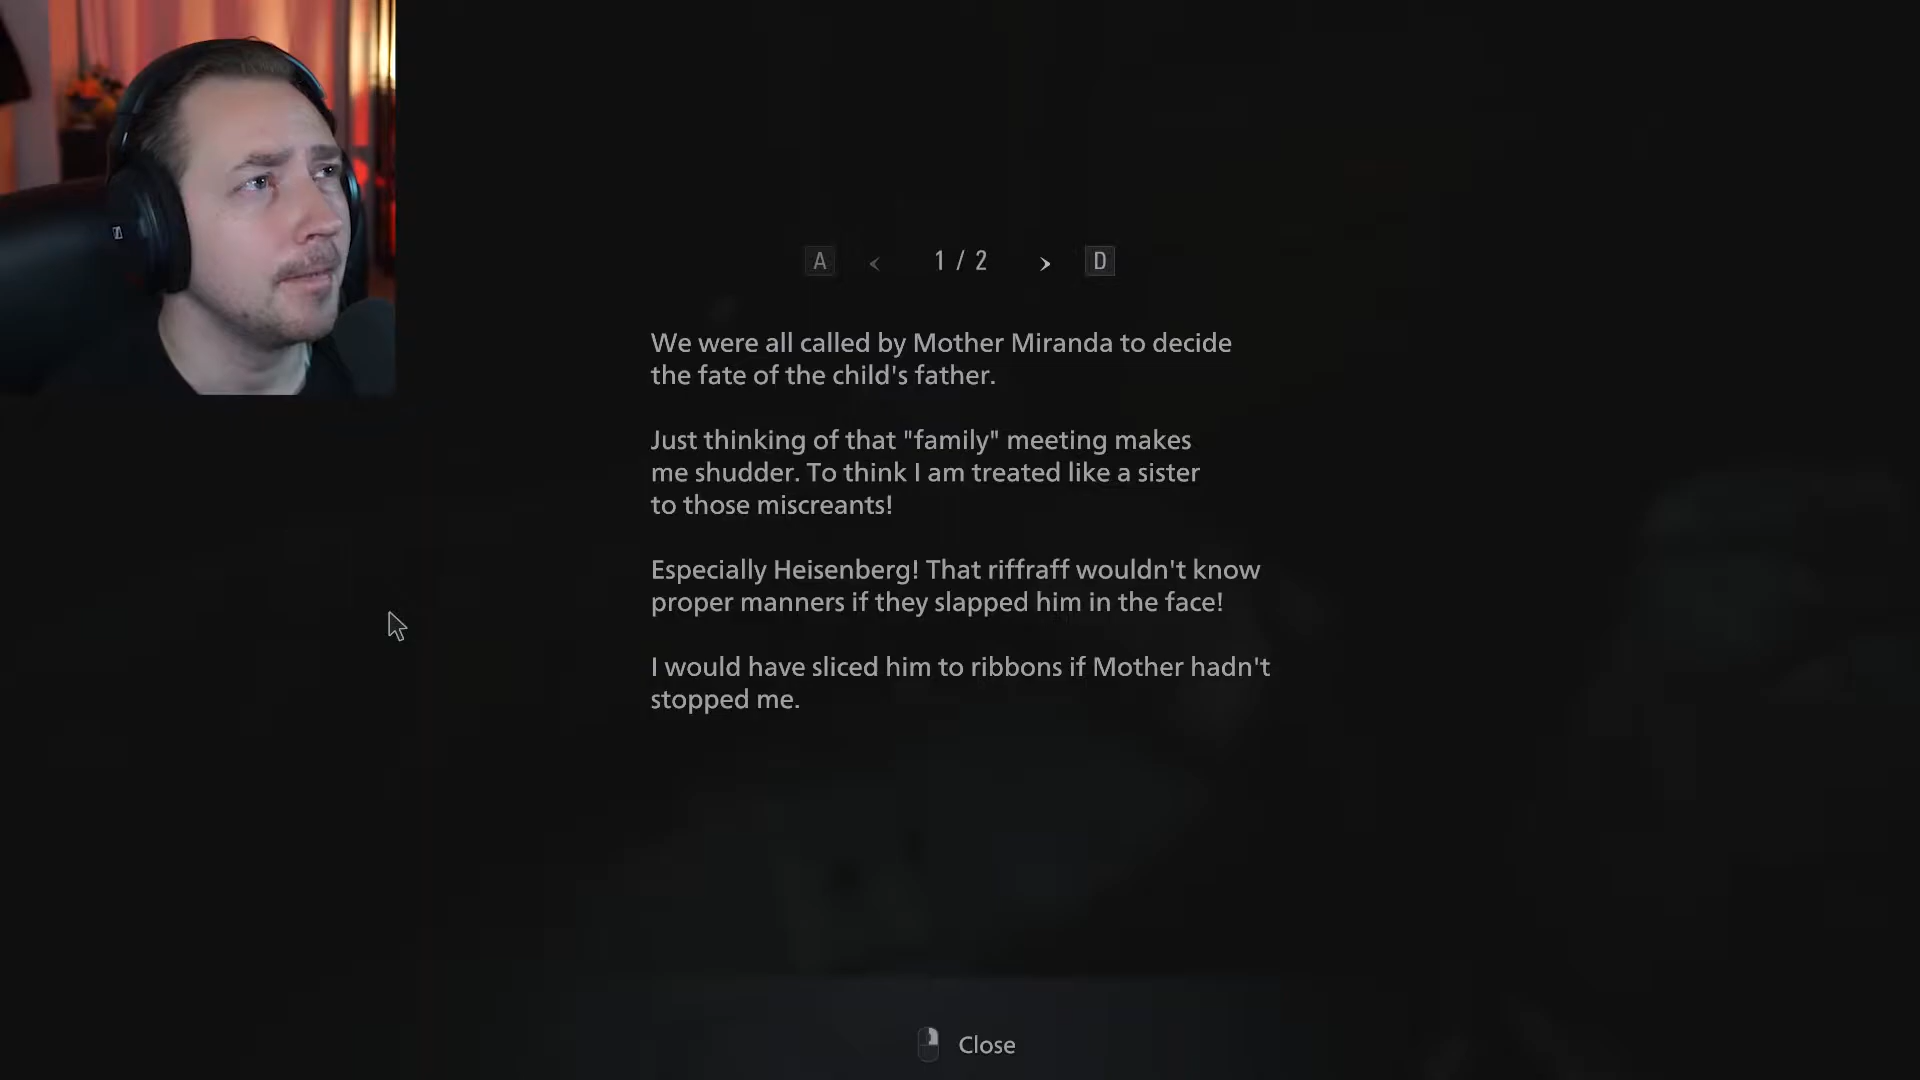 A < 1 / 2 > D
We were all called by Mother Miranda to decide
the fate of the child's father.
Just thinking of that "family" meeting makes
me shudder. To think I am treated like a sister
to those miscreants!
Especially Heisenberg! That riffraff wouldn't know
proper manners if they slapped him in the face!
I would have sliced him to ribbons if Mother hadn't
stopped me.
Close